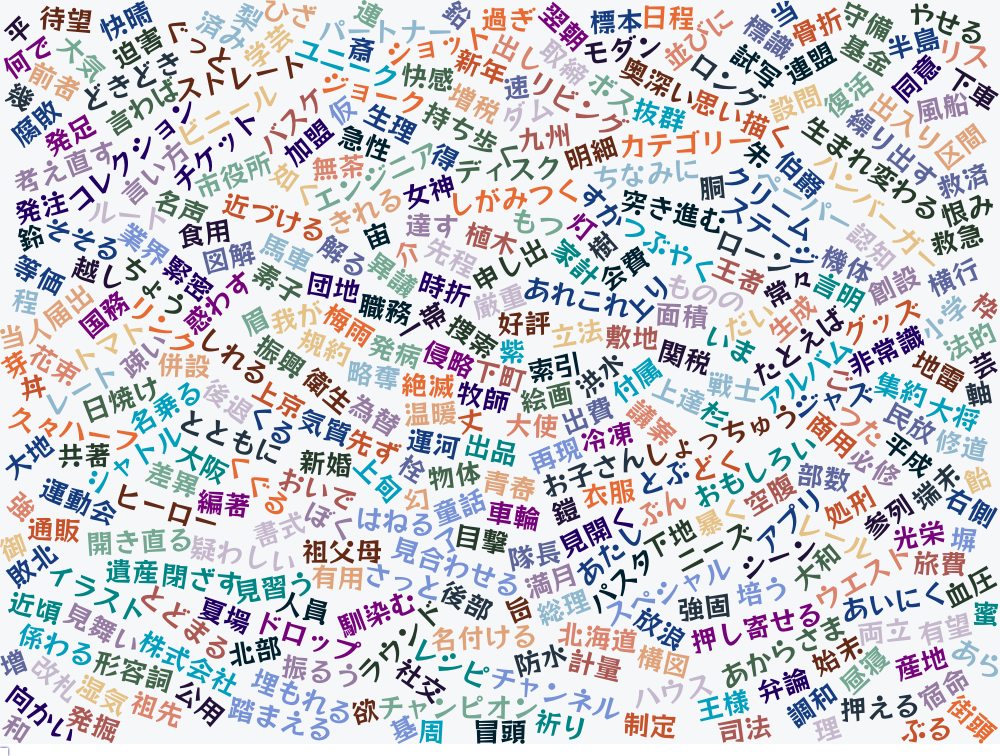 平
待望
快晴
ぐっと
済み
梨
ひざ
連
パートナー
鉛
過ぎ
翌朝
標本
日程
並びに
標識
当
骨折
守備
やせる
何で
大気
迫害
学芸
ユニーク
斎
ショット
出し
取締
モダン
奥深い
ロング
試写
連盟
基金
半島
リス
前者
どきどき
ストレート
ジョーク
快感
新年
速
リビング
ボス
抜群
思い描く
設問
復活
出入り
同義
下車
風船
腐敗
発足
言わば
ビニール
バスケ
仮
生理
増税
持ち歩く
ダム
九州
明細
カテゴリー
朱
生まれ変わる
繰り出す
区間
考え直す
コレクション
言い方
チケット
加盟
急性
無茶
エンジニア
得
ディスク
ちなみに
伯爵
ハンバーガー
救済
発注
ルート
名声
市役所
如く
きれる
女神
しがみつく
すかっ
突き進む
胴
クリーム
ペーパー
恨み
鈴
そそる
業界
食用
近づける
宙
達す
植木
もつ
灯
樹
つぶやく
ステージ
ローン
認知
救急
等価
越し
ちょう
緊密
図解
馬車
解る
介
先程
申し出
家計
会費
王者
常々
機体
言明
創設
横行
程
国務
リンク
慰わす
素子
団地
異議
時折
厳重
あれこれ
ものの
面積
だい
生成
グッズ
小学
当人
届出
トマト
疎い
しれる
眉
我が
梅雨
職務
捜索
好評
立法
敷地
いま
たとえば
非常識
法的
芽
花束
併設
振興
規約
発病
侵略
下町
紫
索引
洪水
関税
アルバム
地雷
芸
丼
レート
日焼け
名乗る
後退
上京
衛生
略奪
絶滅
牧師
絵画
付属
上達
戦士
ジャズ
集約
大将
軸
久々
とともに
くる
気質
為替
温暖
丈
大使
出費
議案
杉
しょっちゅう
ごった
民放
修道
大地
共著
シャトル
大阪
新婚
先ず
運河
出品
再現
冷凍
お子さん
とぶ
どく
おもしろい
商用
必修
平成
端末
飴
強
運動会
ヒーロー
差異
編著
くぐる
おいで
上旬
栓
幻
物体
青春
鎧
衣服
ぶん
空腹
部数
処刑
参列
右側
御
通販
開き直る
疑わしい
書式
ぼく
はねる
童話
車輪
見開く
下地
暴く
アプリ
光栄
塀
敗北
イラスト
遺産
閉ざす
見習う
祖父母
有用
見合わせる
目撃
隊長
あたし
ニーズ
シーン
大和
旅費
近頃
見舞い
とどまる
夏場
人員
馴染む
さっと
後部
旨
満月
パスタ
スペシャル
培う
ウエスト
あいにく
血圧
蜜
係わる
株式会社
北部
ドロップ
ラウンド
名付ける
総理
北海道
放浪
強固
押し寄せる
両立
有望
増
改札
形容詞
振るう
レシピ
防水
計量
横図
あからさま
始末
昼寝
産地
あら
向かい
湿気
祖先
公用
埋もれる
社交
チャンネル
ハウス
王様
弁論
調和
押える
宿命
和
発掘
踏まえる
欲
チャンピオン
基
周
冒頭
祈り
制定
司法
理
ぶる
街頭